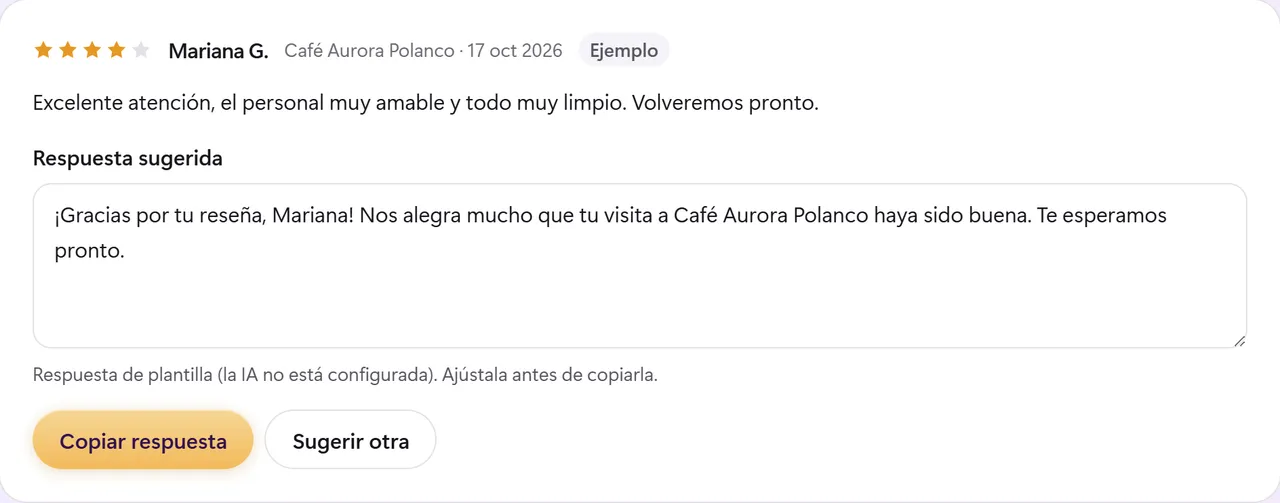 Mariana G. Café Aurora Polanco · 17 oct 2026 Ejemplo
Excelente atención, el personal muy amable y todo muy limpio. Volveremos pronto.
Respuesta sugerida
¡Gracias por tu reseña, Mariana! Nos alegra mucho que tu visita a Café Aurora Polanco haya sido buena. Te esperamos
pronto.
Respuesta de plantilla (la IA no está configurada). Ajústala antes de copiarla.
Copiar respuesta Sugerir otra